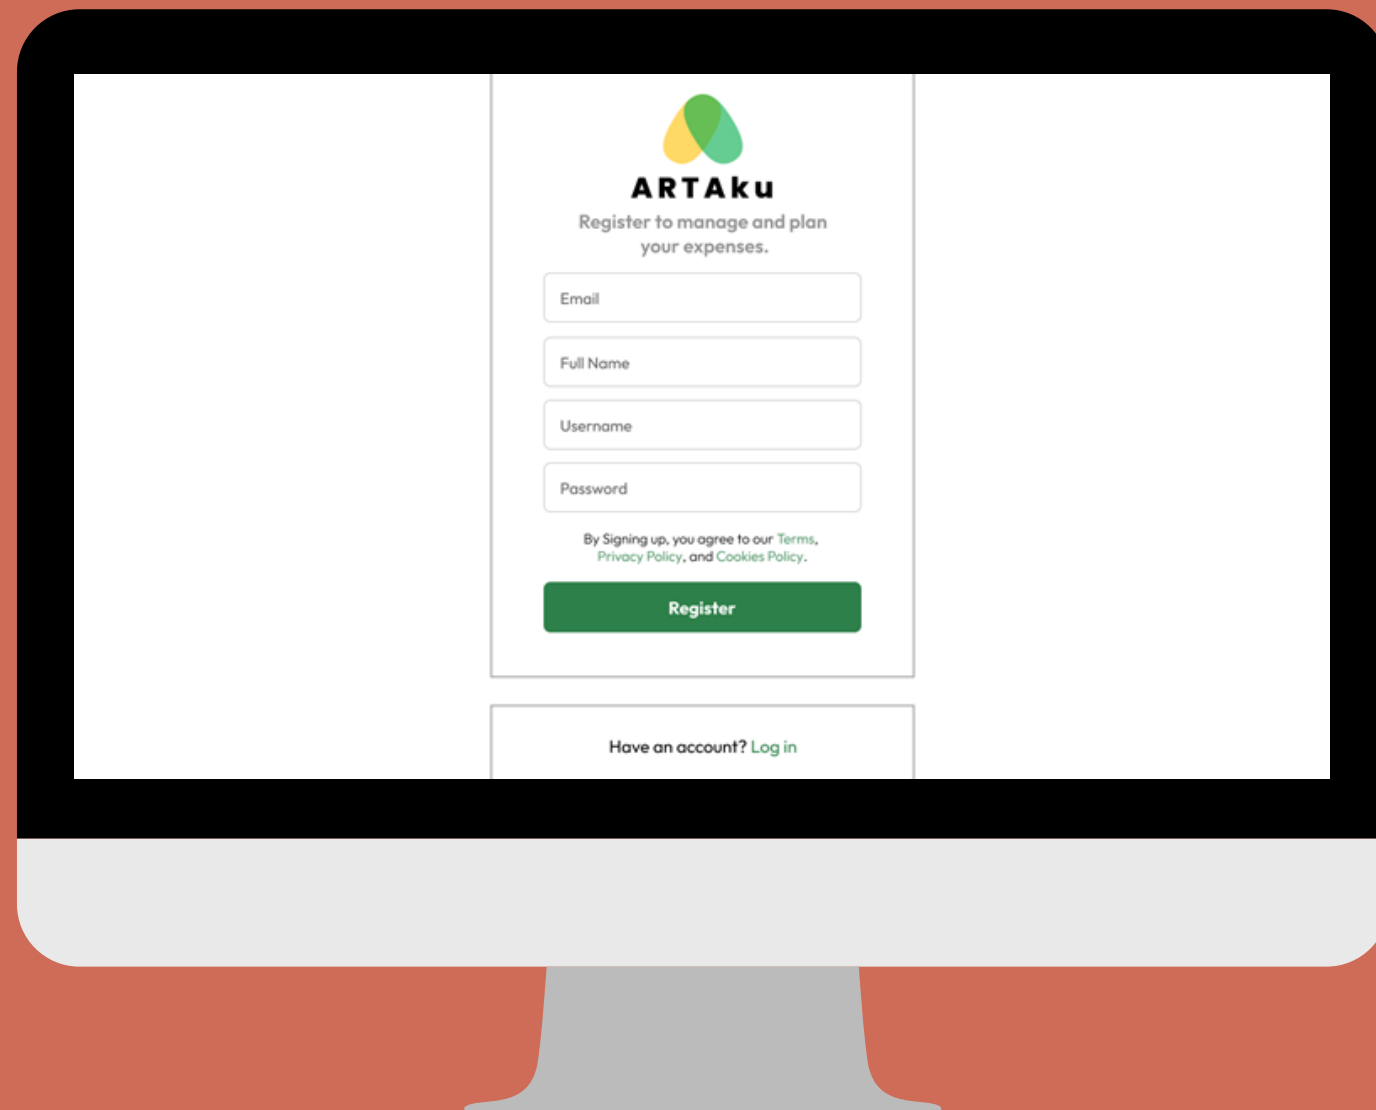 ARTAku
Register to manage and plan
your expenses.
Email
Full Name
Username
Password
By Signing up, you agree to our Terms,
Privacy Policy, and Cookies Policy.
Register
Have an account? Log in